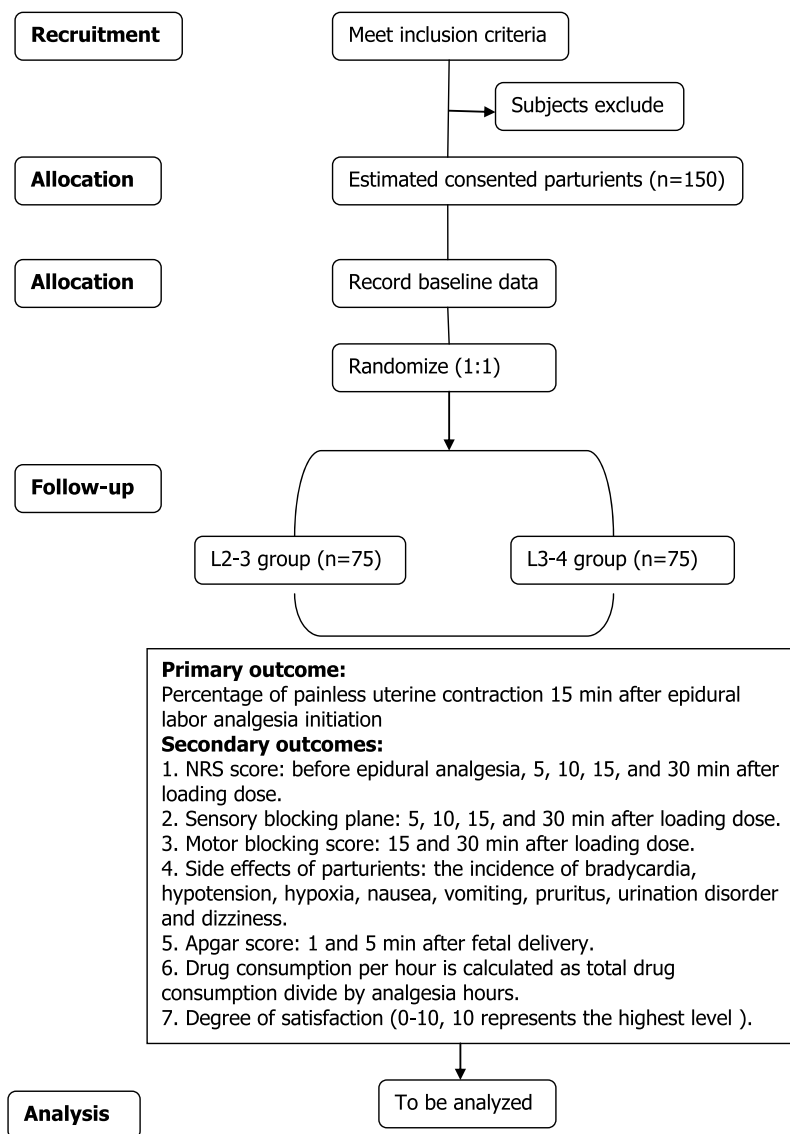 Recruitment
Meet inclusion criteria
Subjects exclude
Allocation
Estimated consented parturients (n=150)
Allocation
Record baseline data
Randomize (1:1)
Follow-up
L2-3 group (n=75)
L3-4 group (n=75)
Primary outcome:
Percentage of painless uterine contraction 15 min after epidural
labor analgesia initiation
Secondary outcomes:
1. NRS score: before epidural analgesia, 5, 10, 15, and 30 min after
loading dose.
2. Sensory blocking plane: 5, 10, 15, and 30 min after loading dose.
3. Motor blocking score: 15 and 30 min after loading dose.
4. Side effects of parturients: the incidence of bradycardia,
hypotension, hypoxia, nausea, vomiting, pruritus, urination disorder
and dizziness.
5. Apgar score: 1 and 5 min after fetal delivery.
6. Drug consumption per hour is calculated as total drug
consumption divide by analgesia hours.
7. Degree of satisfaction (0-10, 10 represents the highest level ).
To be analyzed
Analysis